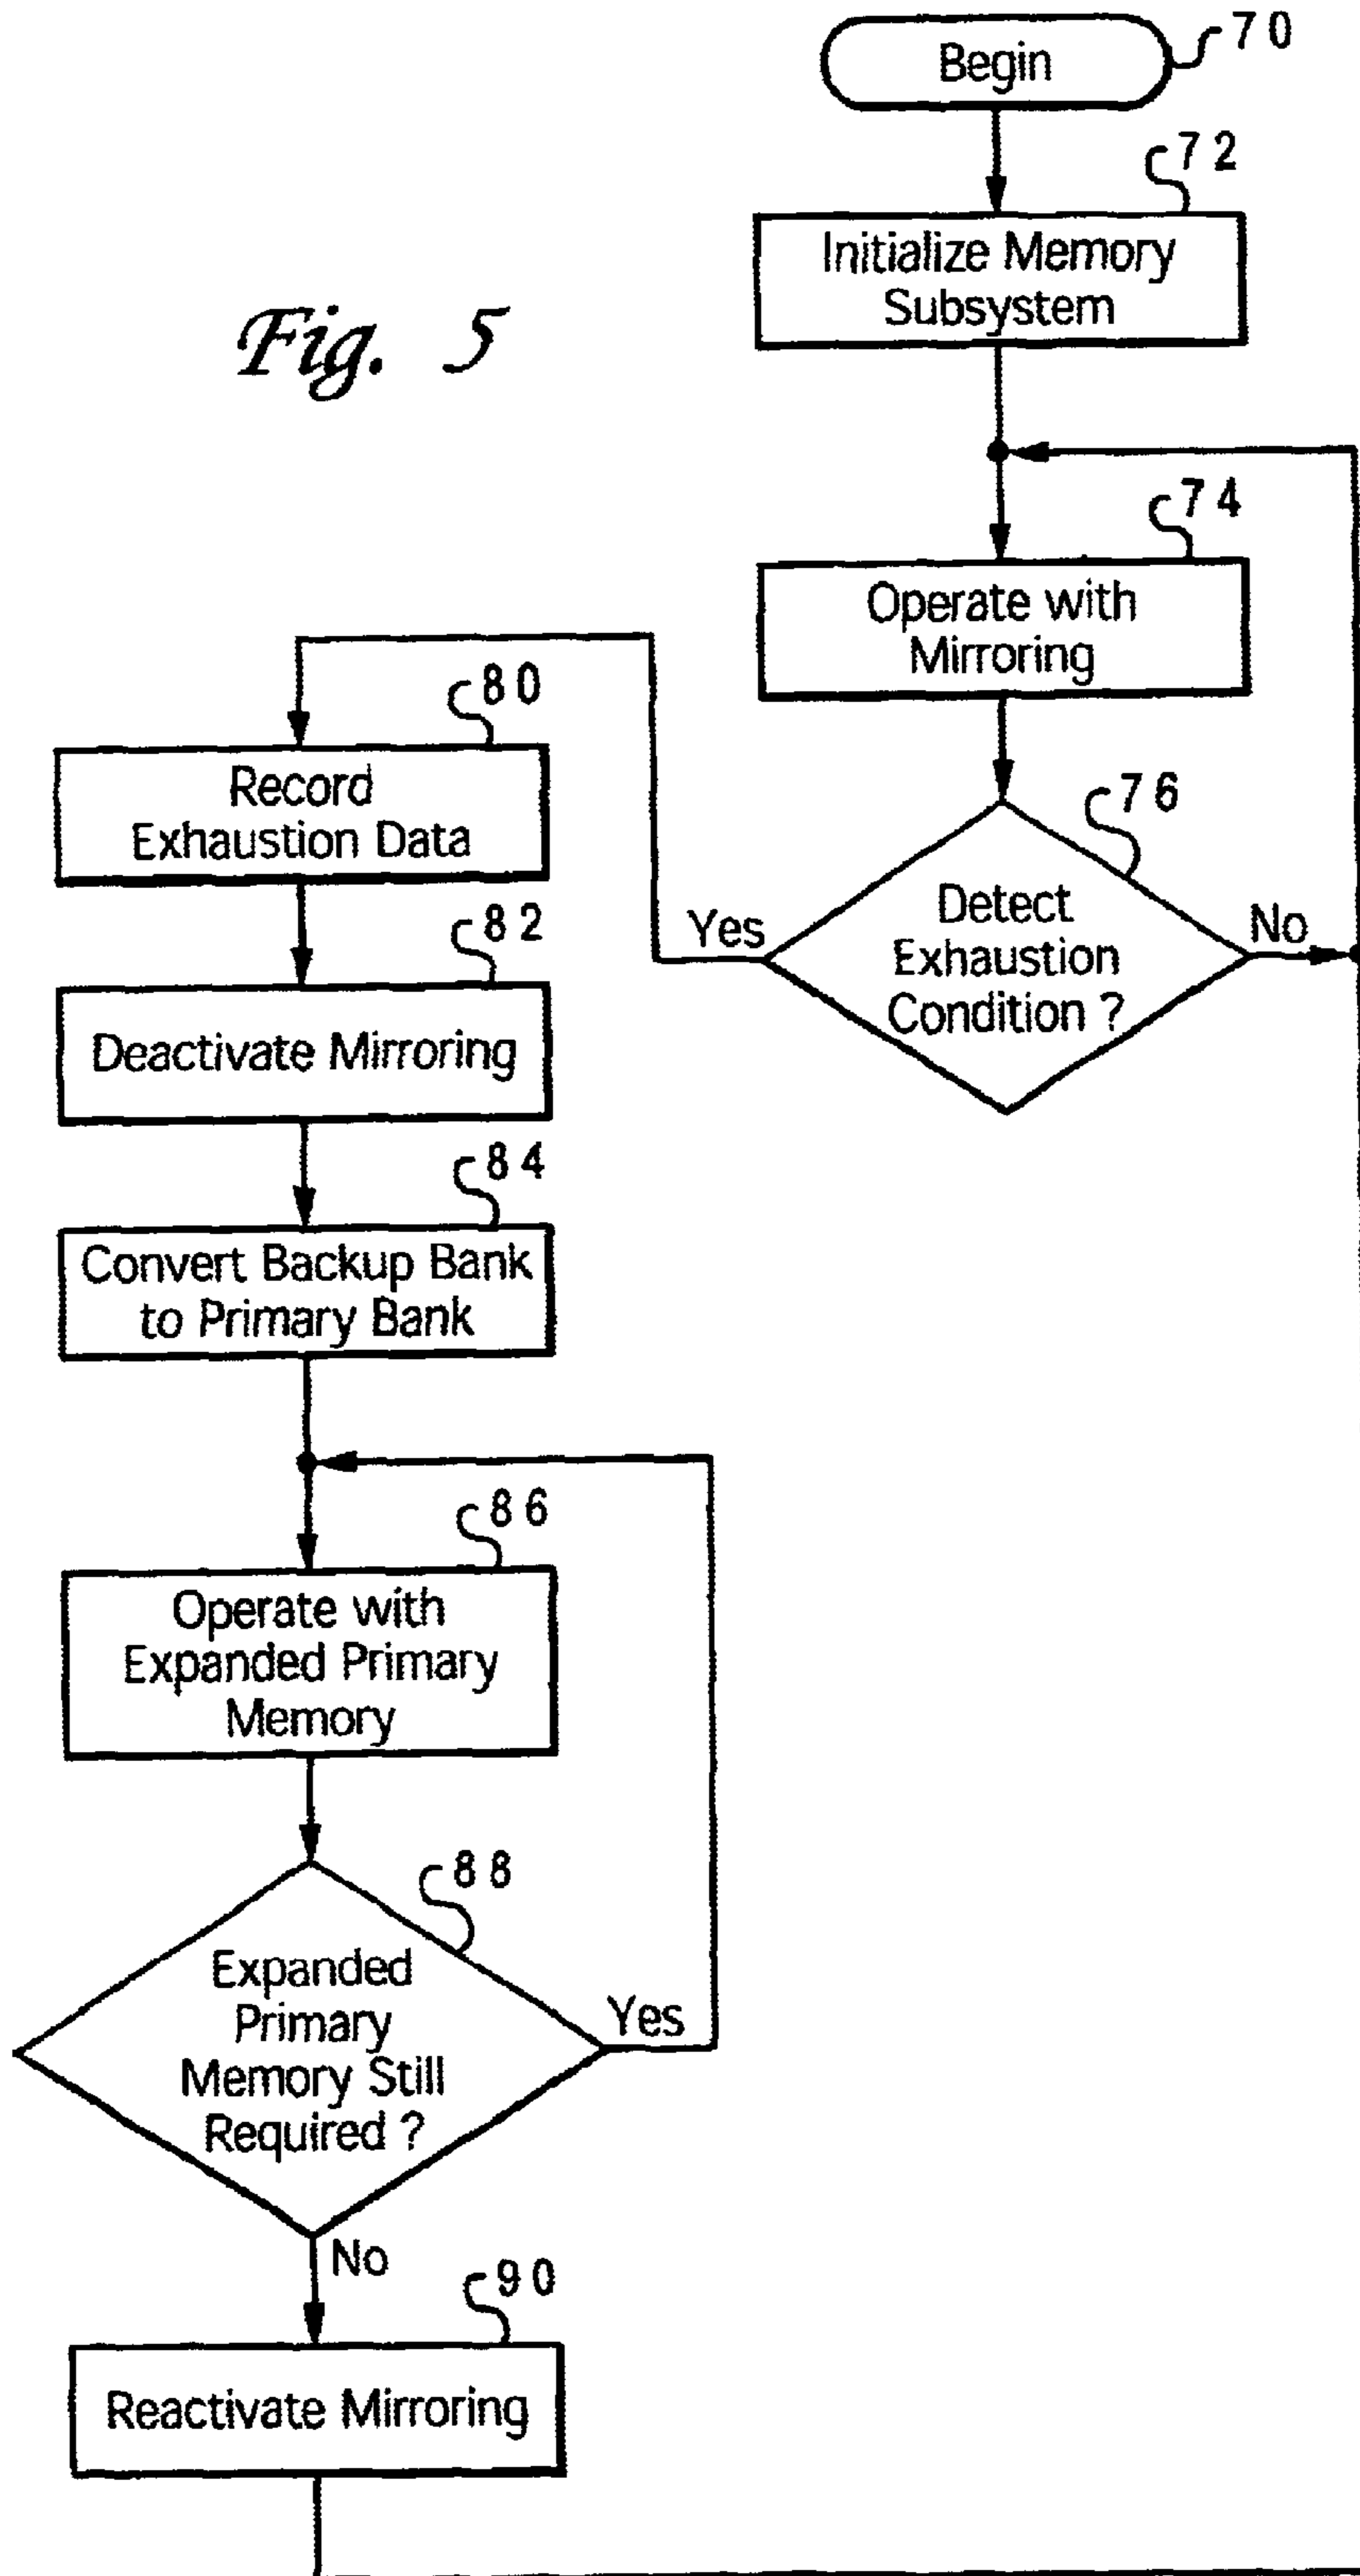 Fig. 5
Begin
70
72
Initialize Memory
Subsystem
74
Operate with
Mirroring
76
Detect
Exhaustion
Condition ?
Yes
No
80
Record
Exhaustion Data
82
Deactivate Mirroring
84
Convert Backup Bank
to Primary Bank
86
Operate with
Expanded Primary
Memory
88
Expanded
Primary
Memory Still
Required ?
Yes
No
90
Reactivate Mirroring